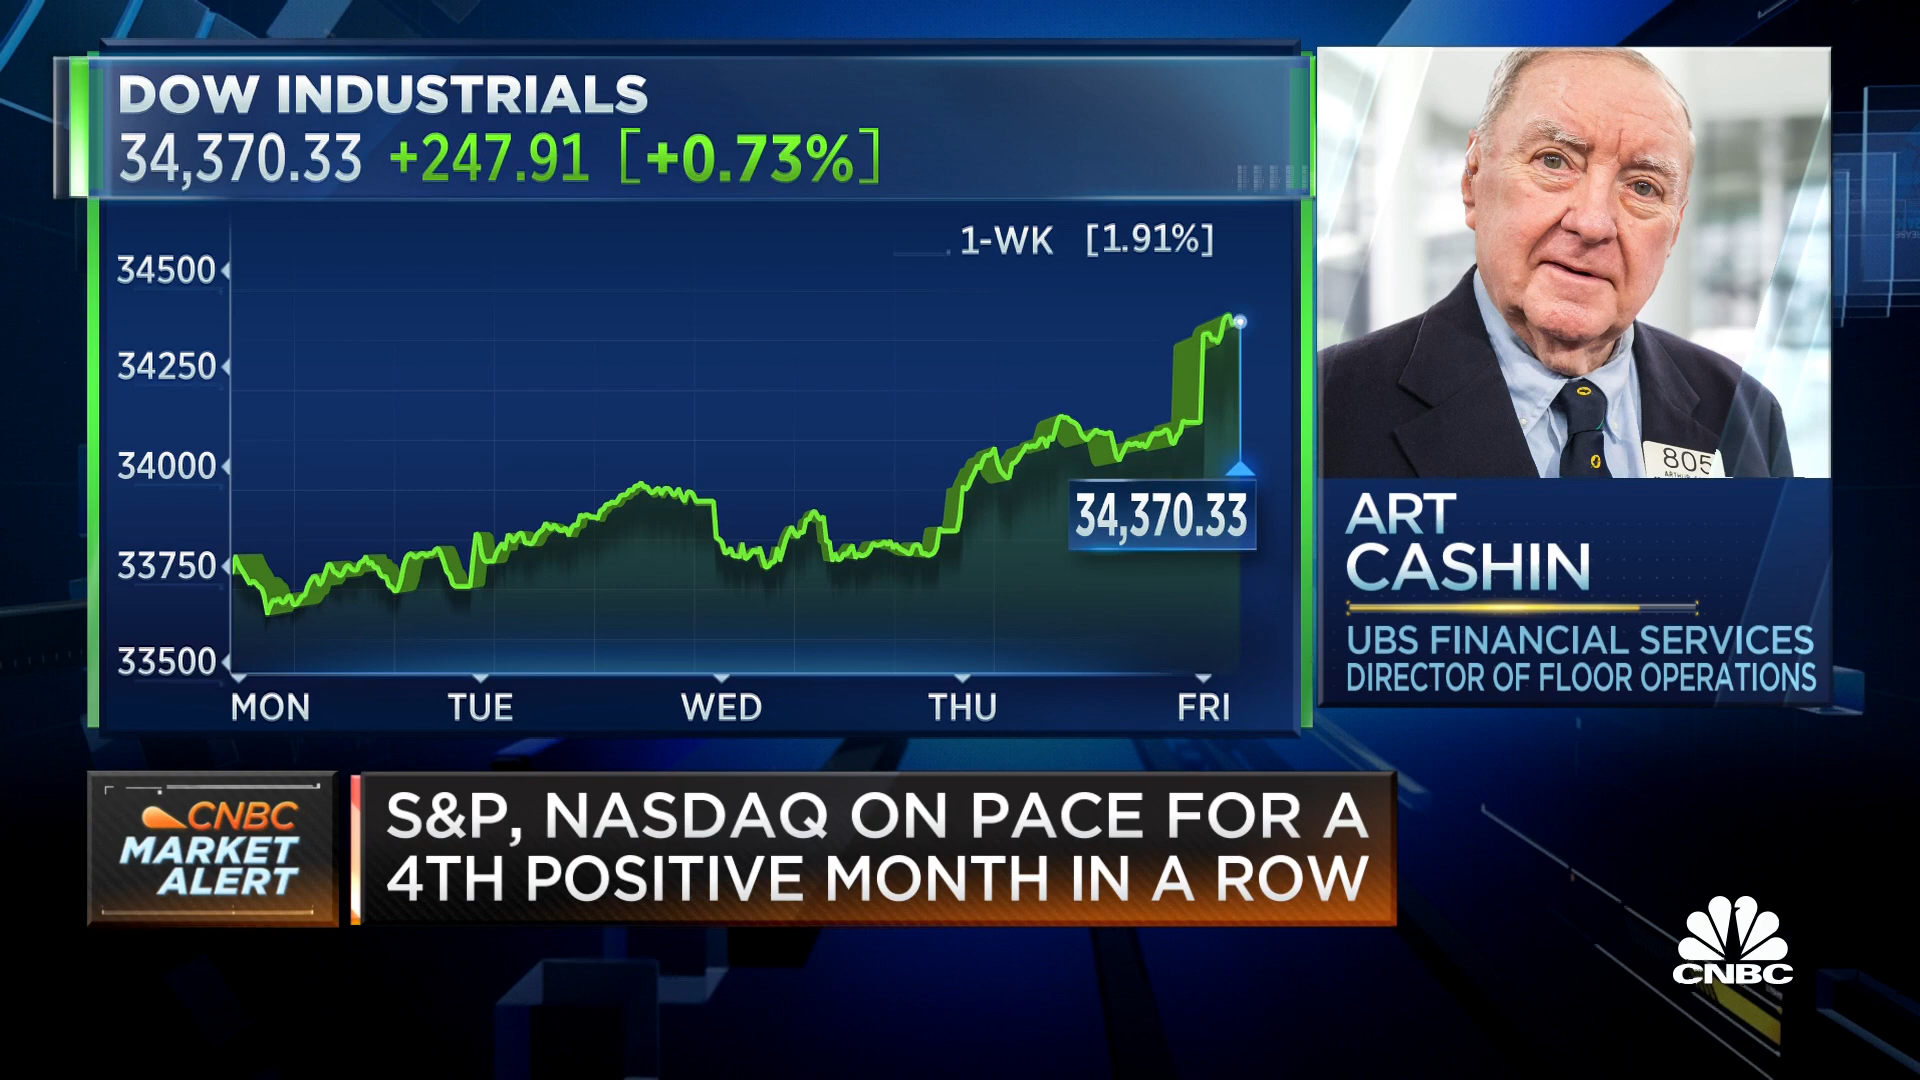 DOW INDUSTRIALS
34,370.33 +247.91 [+0.73%]
1-WK [1.91%]
34500
34250
34000
33750
33500
34,370.33
MON TUE WED THU FRI
805
ART
CASHIN
UBS FINANCIAL SERVICES
DIRECTOR OF FLOOR OPERATIONS
CNBC
MARKET
ALERT
S&P, NASDAQ ON PACE FOR A
4TH POSITIVE MONTH IN A ROW
CNBC